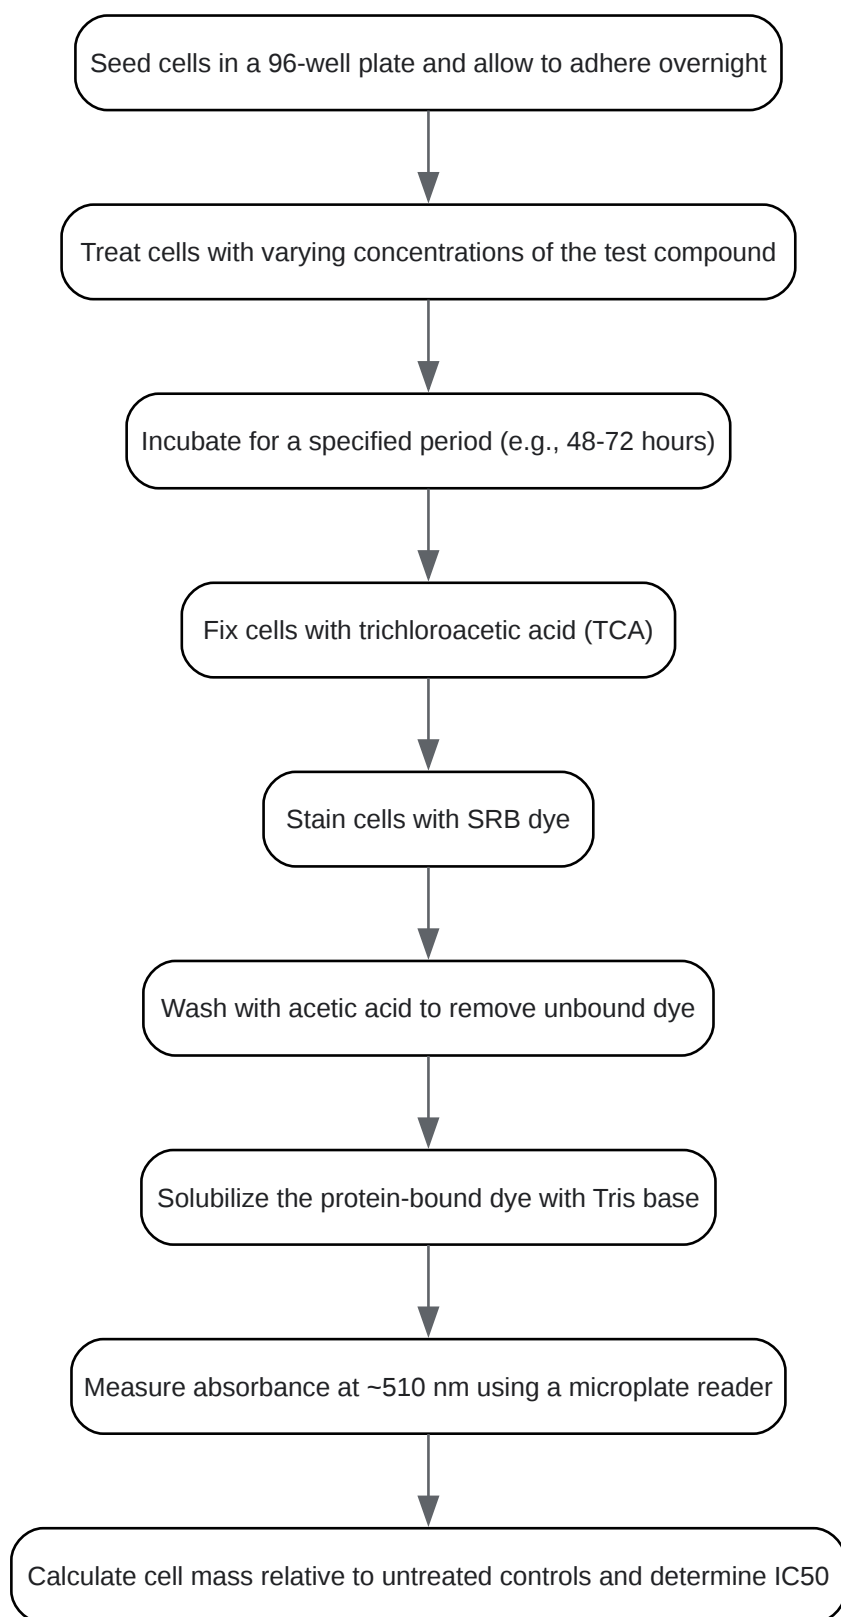 Seed cells in a 96-well plate and allow to adhere overnight
Treat cells with varying concentrations of the test compound
Incubate for a specified period (e.g., 48-72 hours)
Fix cells with trichloroacetic acid (TCA)
Stain cells with SRB dye
Wash with acetic acid to remove unbound dye
Solubilize the protein-bound dye with Tris base
Measure absorbance at ~510 nm using a microplate reader
Calculate cell mass relative to untreated controls and determine IC50